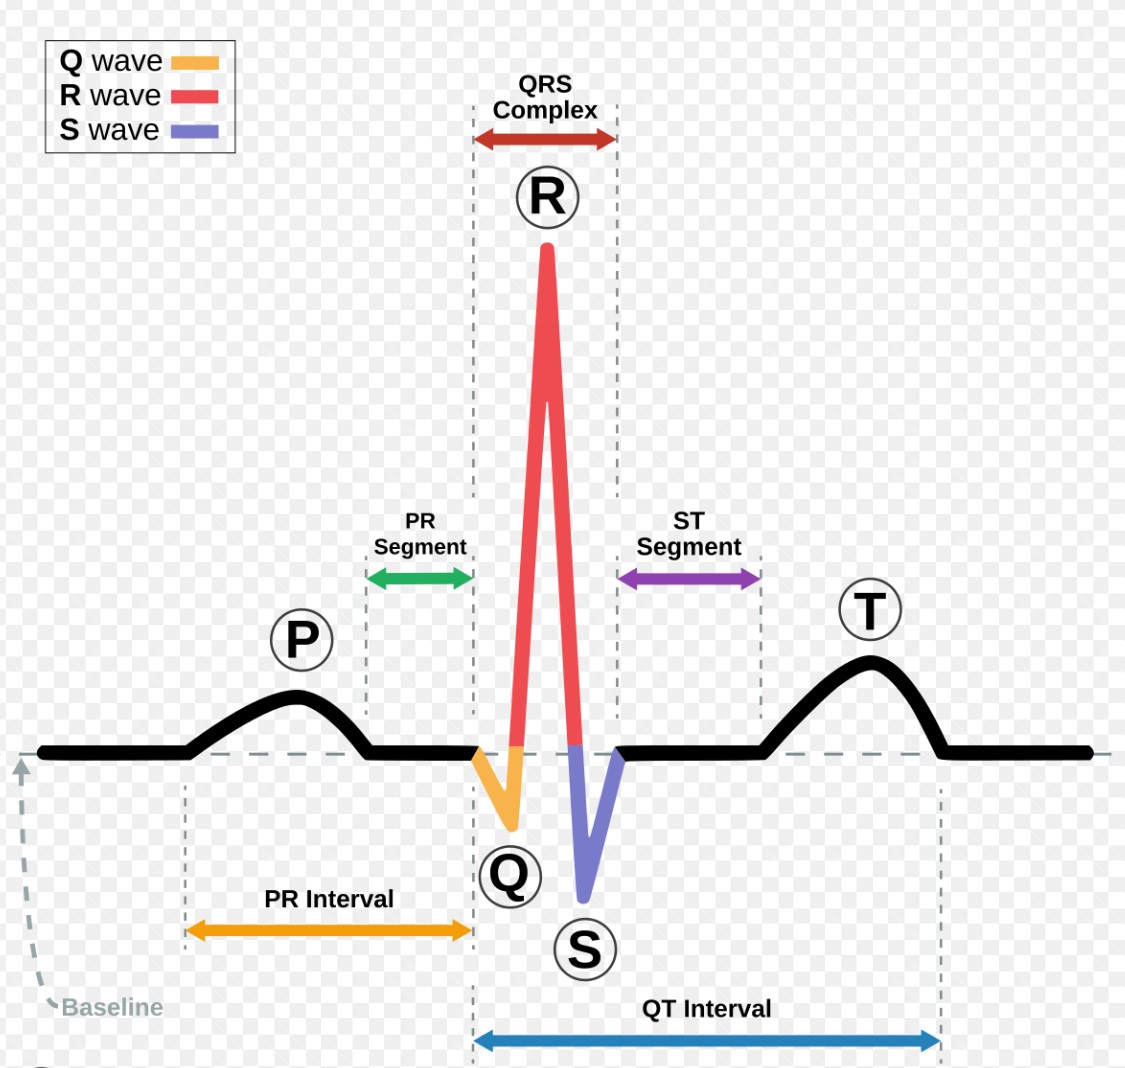 Q wave
R wave
S wave
QRS
Complex
R
PR
Segment
ST
Segment
P
T
Q
PR Interval
S
Baseline
QT Interval